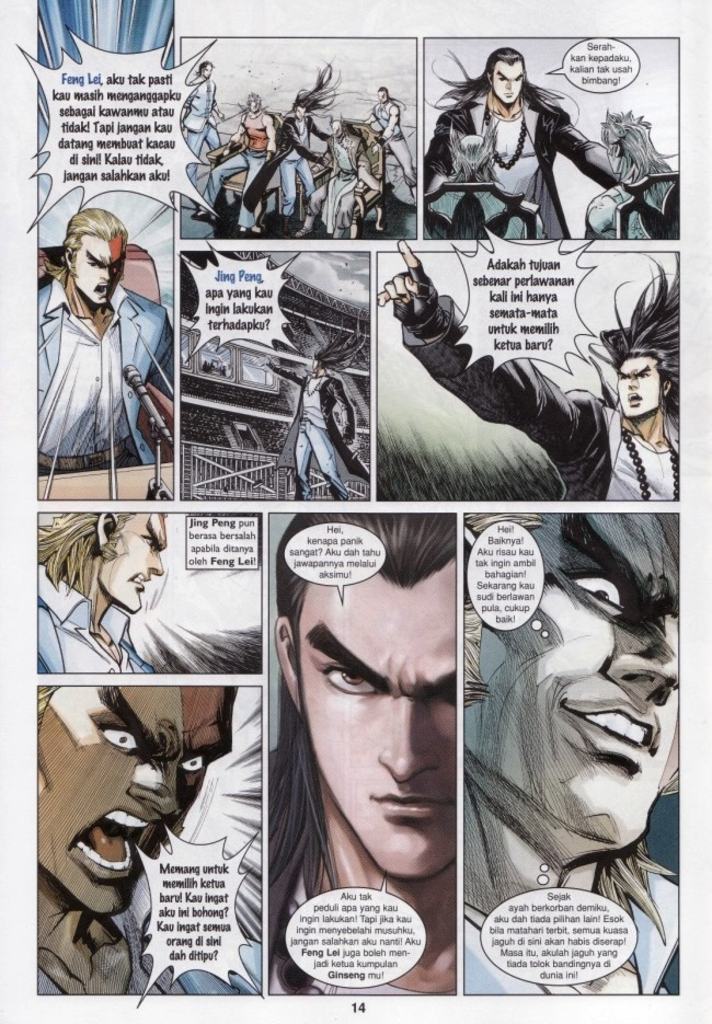 Feng Lei, aku tak pasti
kau masih menganggapku
sebagai kawanmu atau
tidak! Tapi jangan kau
datang mengambil kacau
di sini! Kalau tidak,
jangan salahkan aku!
Serah-
kan kepadaku,
kalian tak usah
bimbang!
Jing Peng,
apa yang kau
ingin lakukan
terhadapku?
Adakah tujuan
sebenar perlawanan
kali ini hanya
semata-mata
untuk memilih
ketua baru?
Jing Peng pun
berasa bersalah
apabila ditanya
oleh Feng Lei!
Memang untuk
memilih ketua
baru! Kau ingat
aku ini bohong?
Kau ingat semua
orang di sini
dah ditipu?
Hei,
kenapa panik
sangat? Aku dah tahu
jawapannya melalui
aksimu!
Aku tak
peduli apa yang kau
ingin lakukan! Tapi jika kau
ingin menyebelahi musuhku,
jangan salahkan aku nanti! Aku
Feng Lei juga boleh men-
jadi ketua kumpulan
Ginseng mu!
Hei!
Baiknya!
Aku risau kau
tak ingin ambil
bahagian!
Sekarang kau
sudi berlawan
pula, cukup
baik!
Sejak
ayah berkorban demiku,
aku dah tiada pilihan lain! Esok
bila matahari terbit, semua kuasa
jaguh di sini akan habis diserap!
Masa itu, akulah jaguh yang
tiada tolok bandingnya di
dunia ini!
14